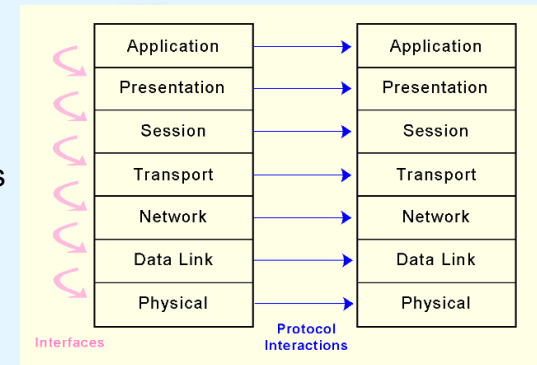 Application Application
Presentation Presentation
Session Session
s
Transport Transport
Network Network
Data Link Data Link
Physical Physical
Protocol
Interfaces
Interactions